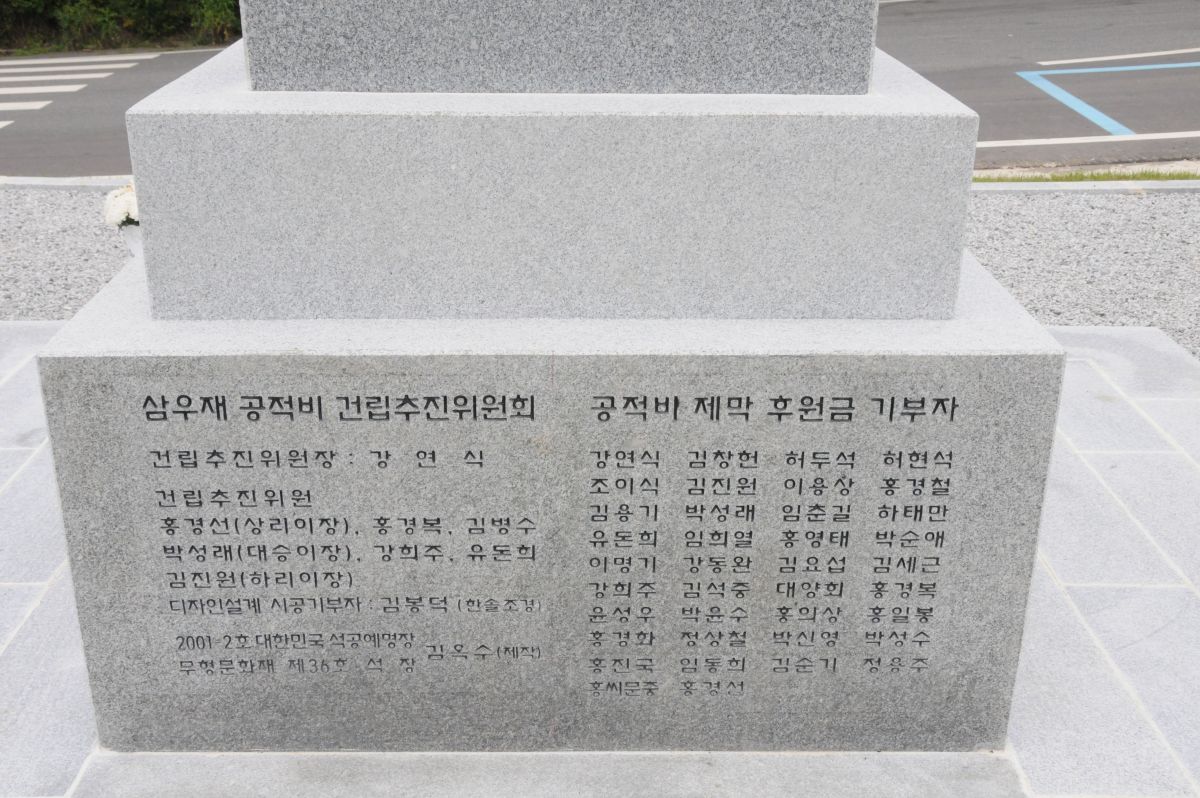 삼우재 공적비 건립추진위원회
건립추진위원장 : 강 연 식
건립추진위원
홍경선(상리이장), 홍경복, 김병수
박성래(대승이장), 강희주, 유돈희
김진원(하리이장)
디자인설계 시공기부자 : 김봉덕 (한솔조경)
2001-2호 대한민국 석공예명장
무형문화재 제36호 석 장
김옥수(제작)
공적비 제막 후원금 기부자
강연식 김창헌 허두석 허현석
조이식 김진원 이용상 홍경철
김용기 박성래 임춘길 하태만
유돈희 임희열 홍영태 박순애
이명기 강동완 김요섭 김세근
강희주 김석중 대양회 홍경복
윤성우 박윤수 홍의상 홍일봉
홍경화 정상철 박신영 박성수
홍진국 임동희 김순기 정용주
홍씨문중 홍경선